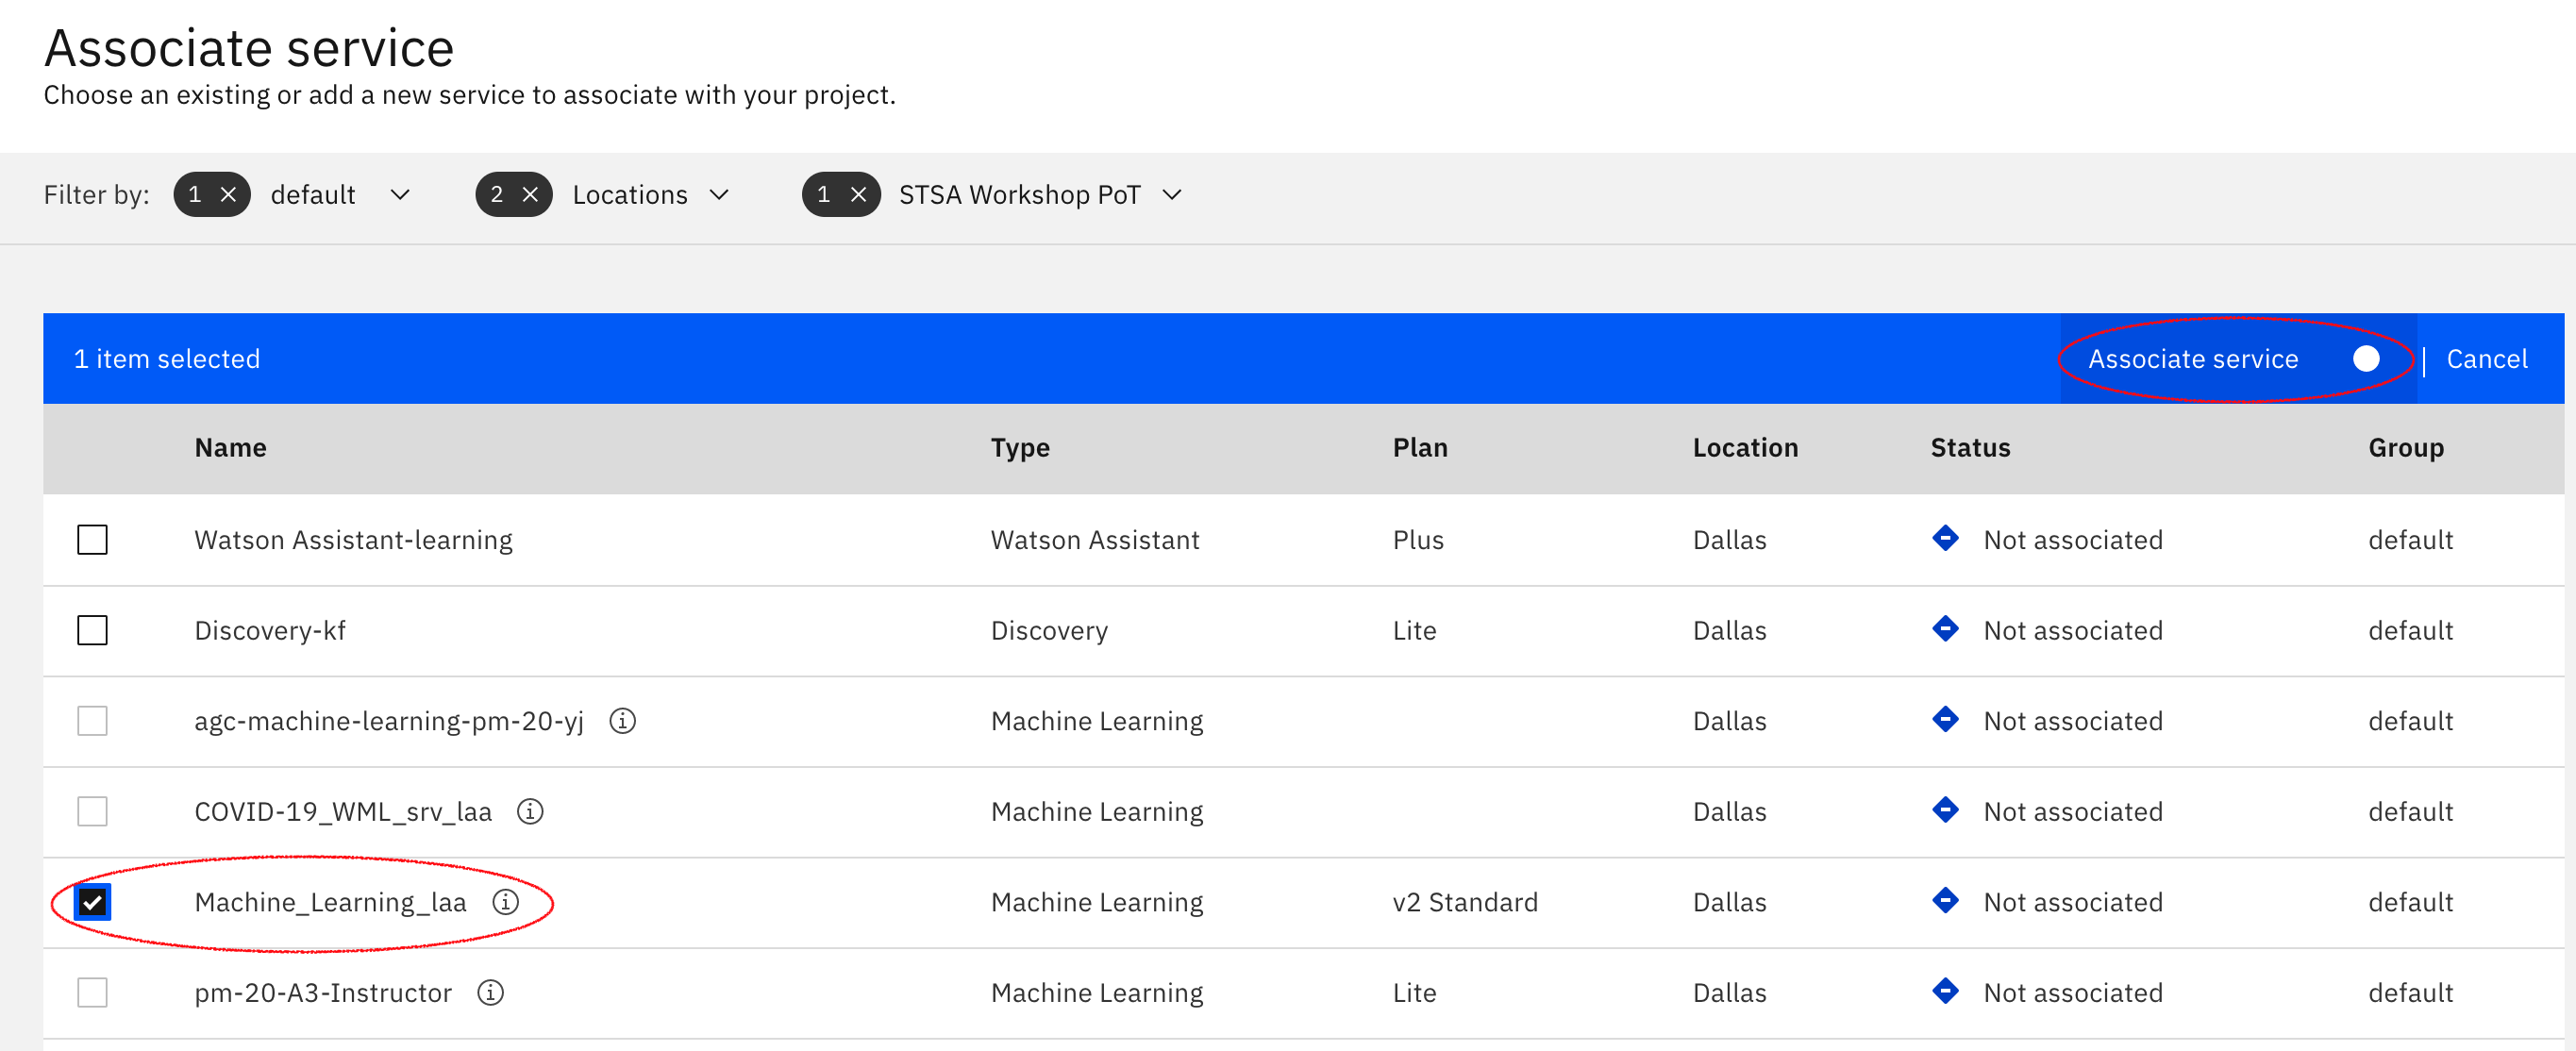 Associate service
Choose an existing or add a new service to associate with your project.
Filter by: 1 × default 2 × Locations 1 × STSA Workshop PoT
1 item selected Associate service | Cancel
Name Type Plan Location Status Group
Watson Assistant-learning Watson Assistant Plus Dallas Not associated default
Discovery-kf Discovery Lite Dallas Not associated default
agc-machine-learning-pm-20-yj Machine Learning Dallas Not associated default
COVID-19_WML_srv_laa Machine Learning Dallas Not associated default
Machine_Learning_laa Machine Learning v2 Standard Dallas Not associated default
pm-20-A3-Instructor Machine Learning Lite Dallas Not associated default